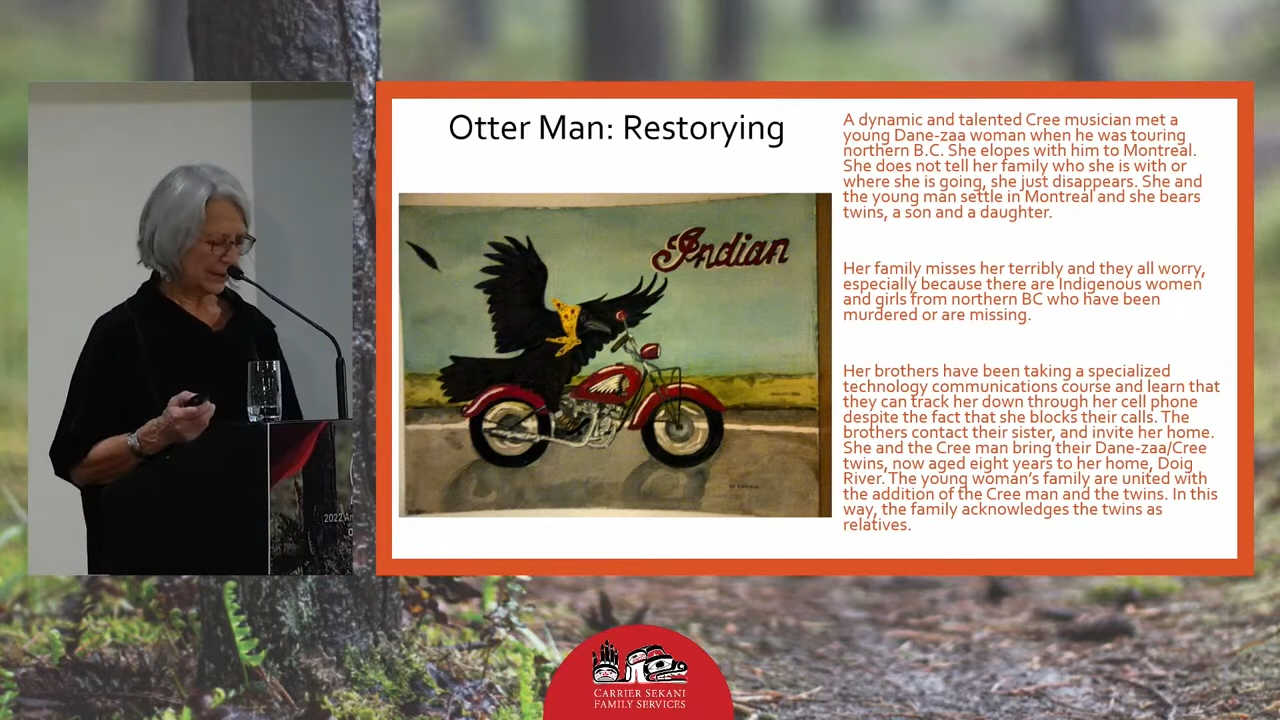 Otter Man: Restorying
Indian
A dynamic and talented Cree musician met a
young Dane-zaa woman when he was touring
northern B.C. She elopes with him to Montreal.
She does not tell her family who she is with or
where she is going, she just disappears. She and
the young man settle in Montreal and she bears
twins, a son and a daughter.
Her family misses her terribly and they all worry,
especially because there are Indigenous women
and girls from northern BC who have been
murdered or are missing.
Her brothers have been taking a specialized
technology communications course and learn that
they can track her down through her cell phone
despite the fact that she blocks their calls. The
brothers contact their sister, and invite her home.
She and the Cree man bring their Dane-zaa/Cree
twins, now aged eight years to her home, Doig
River. The young woman's family are united with
the addition of the Cree man and the twins. In this
way, the family acknowledges the twins as
relatives.
2022
CARRIER SEKANI
FAMILY SERVICES